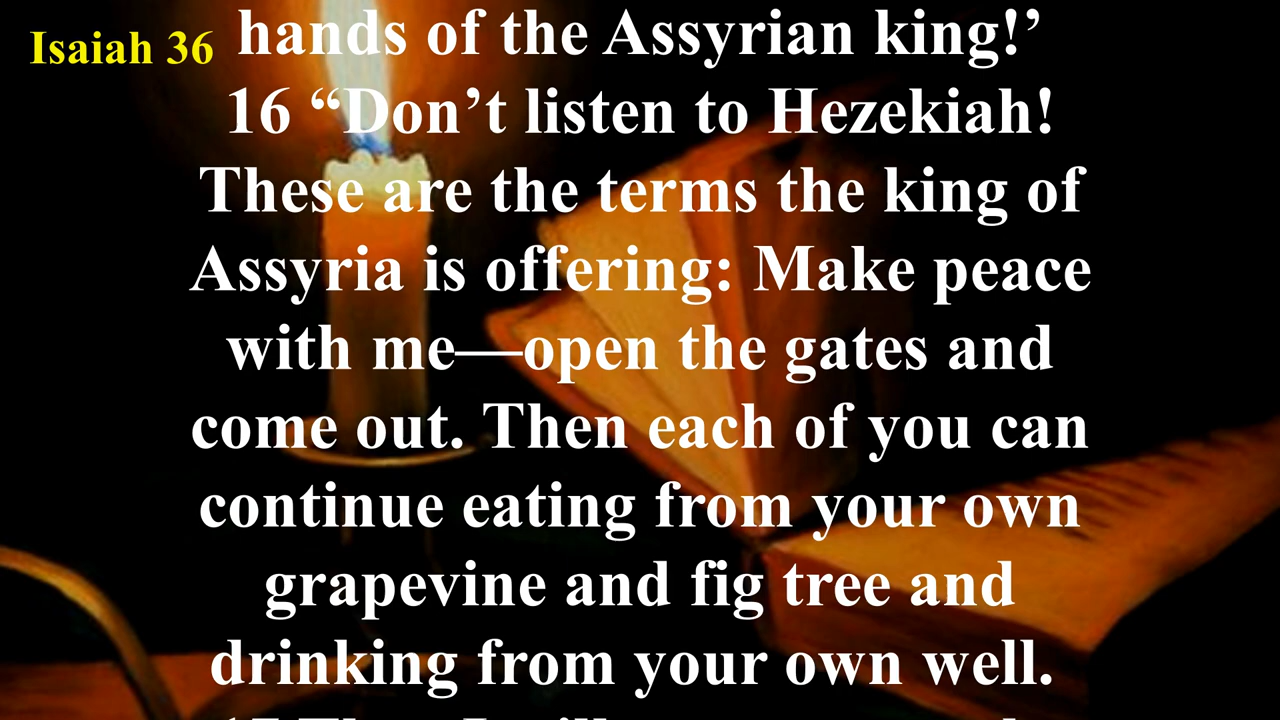 Isaiah 36
hands of the Assyrian king!’
16 “Don’t listen to Hezekiah!
These are the terms the king of
Assyria is offering: Make peace
with me—open the gates and
come out. Then each of you can
continue eating from your own
grapevine and fig tree and
drinking from your own well.